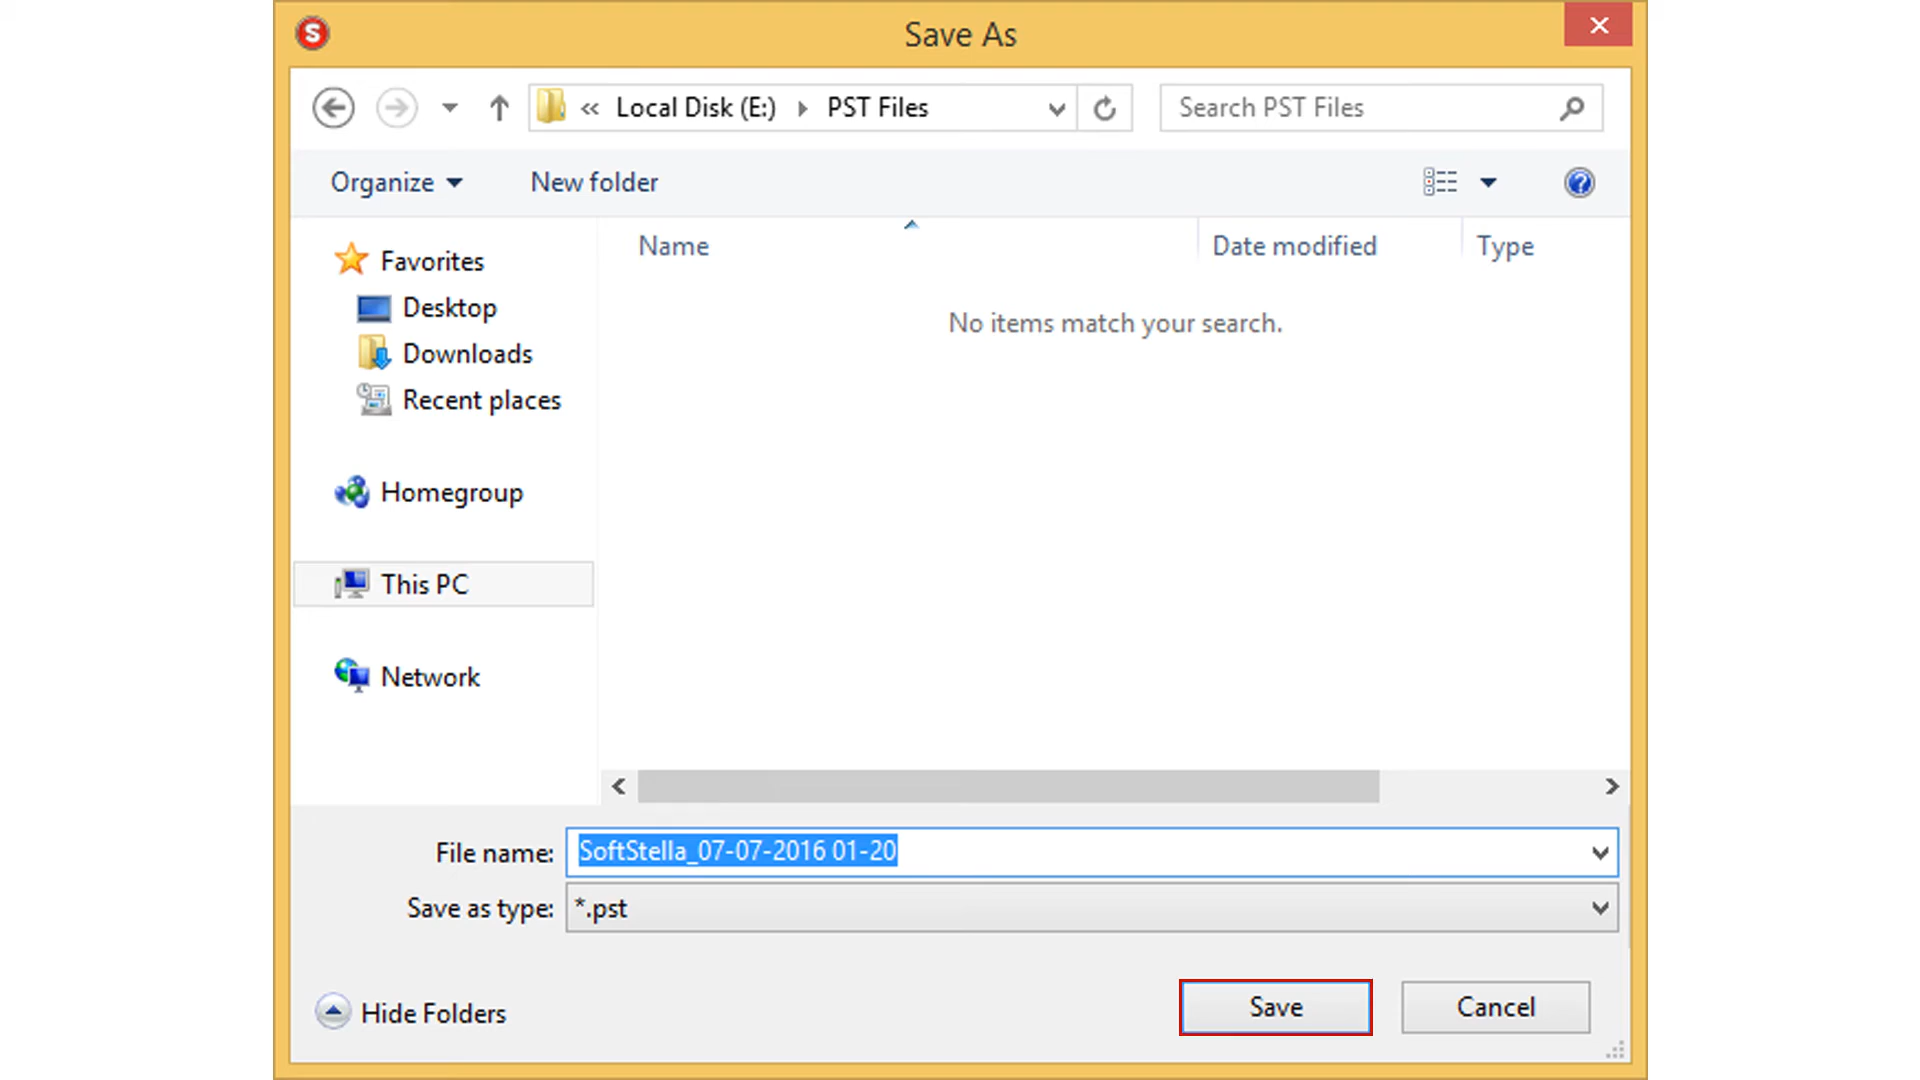 S
Save As
« Local Disk (E:) PST Files
Search PST Files
Organize
New folder
?
Name
Date modified
Type
Favorites
No items match your search.
Desktop
Downloads
Recent places
Homegroup
This PC
Network
File name: SoftStella_07-07-2016 01-20
Save as type: *.pst
Hide Folders
Save
Cancel